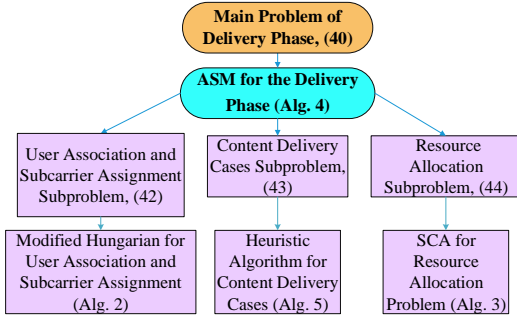 Main Problem of
Delivery Phase, (40)
ASM for the Delivery
Phase (Alg. 4)
User Association and
Subcarrier Assignment
Subproblem, (42)
Content Delivery
Cases Subproblem,
(43)
Resource
Allocation
Subproblem, (44)
Modified Hungarian for
User Association and
Subcarrier Assignment
(Alg. 2)
Heuristic
Algorithm for
Content Delivery
Cases (Alg. 5)
SCA for
Resource
Allocation
Problem (Alg. 3)